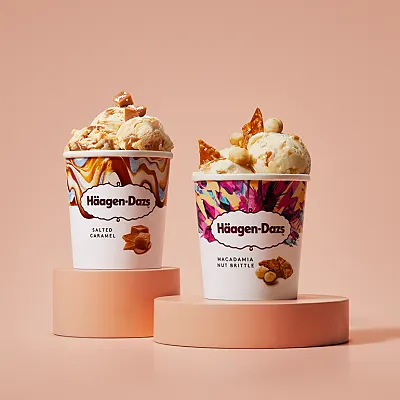 Häagen-Dazs
SALTED
CARAMEL
Häagen-Dazs
MACADAMIA
NUT BRITTLE